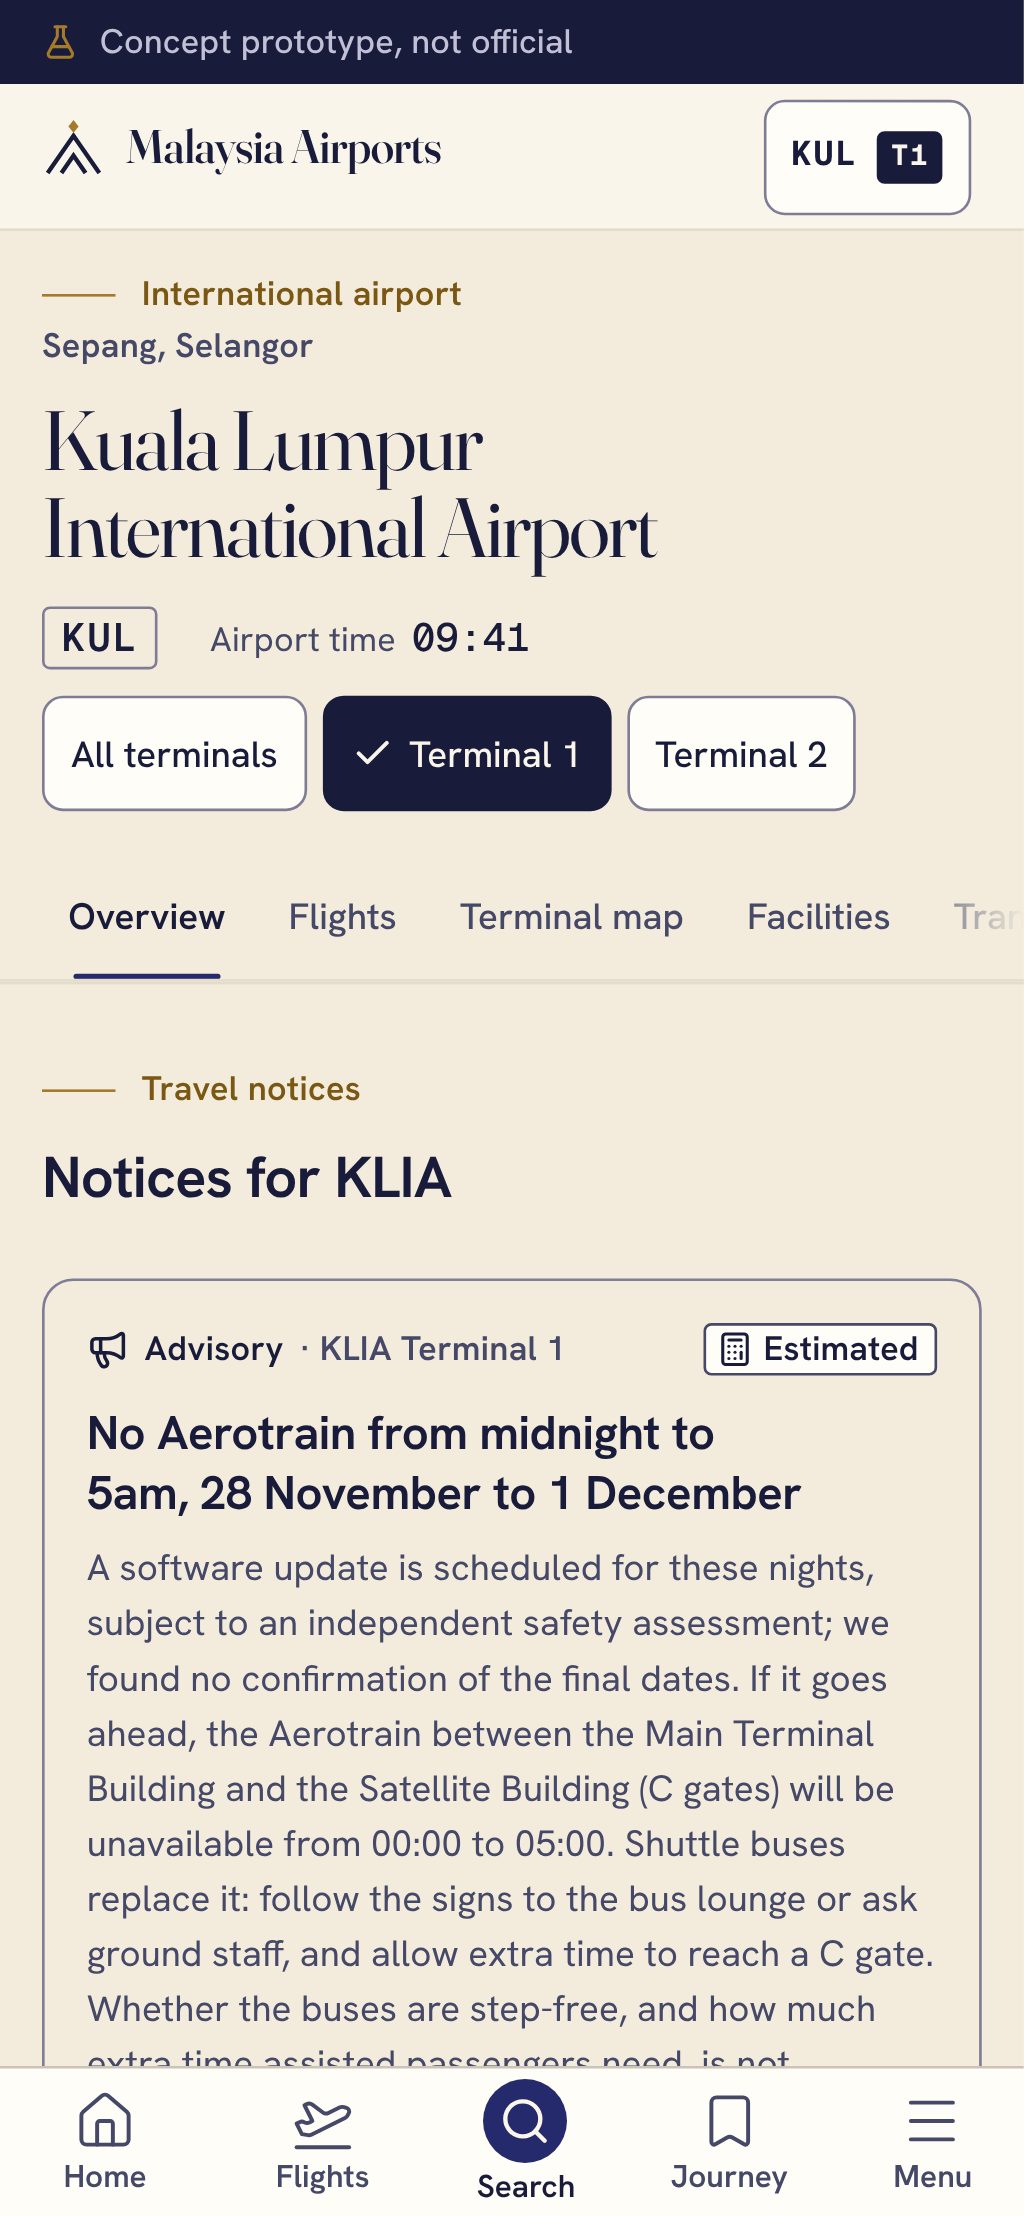 Concept prototype, not official
Malaysia Airports
KUL T1
International airport
Sepang, Selangor
Kuala Lumpur
International Airport
KUL Airport time 09:41
All terminals Terminal 1 Terminal 2
Overview Flights Terminal map Facilities
Travel notices
Notices for KLIA
Advisory · KLIA Terminal 1 Estimated
No Aerotrain from midnight to
5am, 28 November to 1 December
A software update is scheduled for these nights,
subject to an independent safety assessment; we
found no confirmation of the final dates. If it goes
ahead, the Aerotrain between the Main Terminal
Building and the Satellite Building (C gates) will be
unavailable from 00:00 to 05:00. Shuttle buses
replace it: follow the signs to the bus lounge or ask
ground staff, and allow extra time to reach a C gate.
Whether the buses are step-free, and how much
extra time assisted passengers need, is not
Home Flights Search Journey Menu